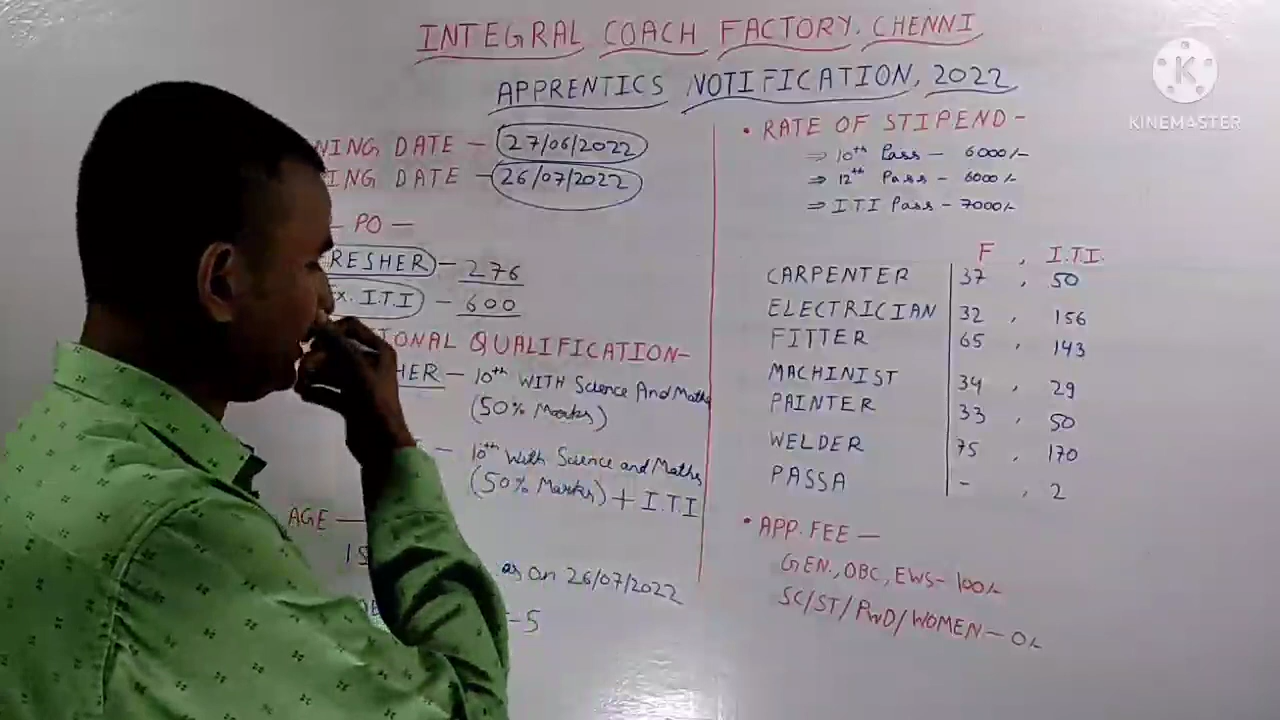 INTEGRAL COACH FACTORY, CHENNI
APPRENTICS NOTIFICATION, 2022
NING DATE - 27/06/2022
ING DATE - 26/07/2022
- PO -
RESHER - 276
EX. I.T.I - 600
ONAL QUALIFICATION-
HER - 10th WITH Science And Maths
(50% Marks)
- 10th With Science and Maths
(50% Marks) + I.T.I
AGE -
as on 26/07/2022
- 5
• RATE OF STIPEND -
⇒ 10th Pass - 6000/-
⇒ 12th Pass - 6000/-
⇒ I.T.I Pass - 7000/-
F , I.T.I.
CARPENTER 37 , 50
ELECTRICIAN 32 , 156
FITTER 65 , 143
MACHINIST 34 , 29
PAINTER 33 , 50
WELDER 75 , 170
PASSA - , 2
• APP. FEE -
GEN., OBC, EWS - 100/-
SC/ST/PwD/WOMEN - 0/-
K
KINEMASTER